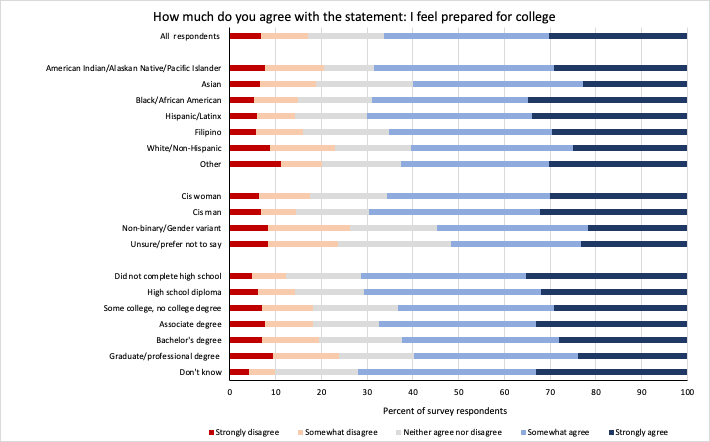 How much do you agree with the statement: I feel prepared for college
All respondents
American Indian/Alaskan Native/Pacific Islander
Asian
Black/African American
Hispanic/Latinx
Filipino
White/Non-Hispanic
Other
Cis woman
Cis man
Non-binary/Gender variant
Unsure/prefer not to say
Did not complete high school
High school diploma
Some college, no college degree
Associate degree
Bachelor's degree
Graduate/professional degree
Don't know
0 10 20 30 40 50 60 70 80 90 100
Percent of survey respondents
Strongly disagree Somewhat disagree Neither agree nor disagree Somewhat agree Strongly agree